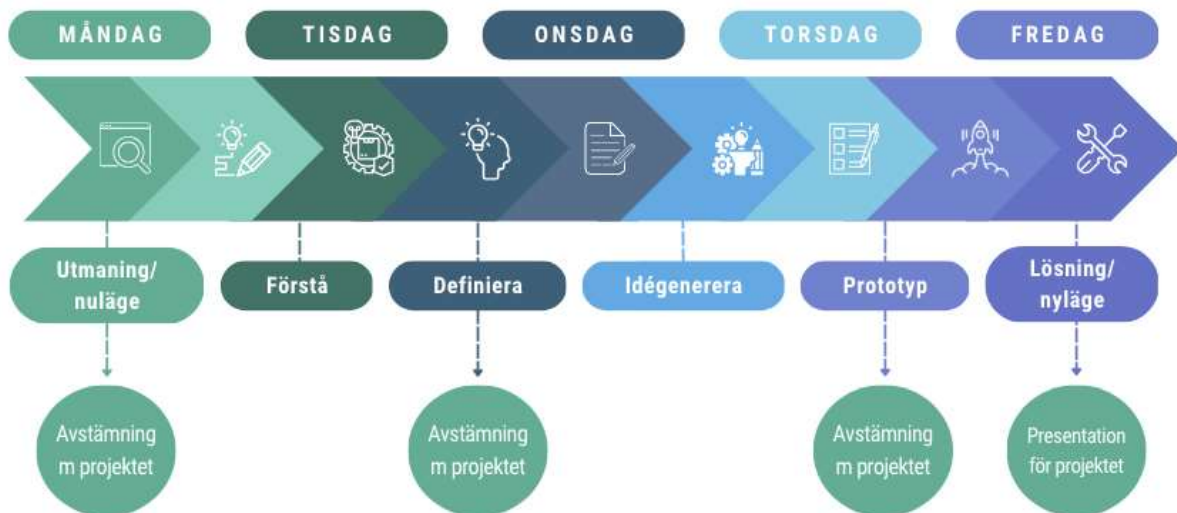 MÅNDAG
TISDAG
ONSDAG
TORSDAG
FREDAG
Utmaning/
nuläge
Förstå
Definiera
Idégenerera
Prototyp
Lösning/
nyläge
Avstämning
m projektet
Avstämning
m projektet
Avstämning
m projektet
Presentation
för projektet